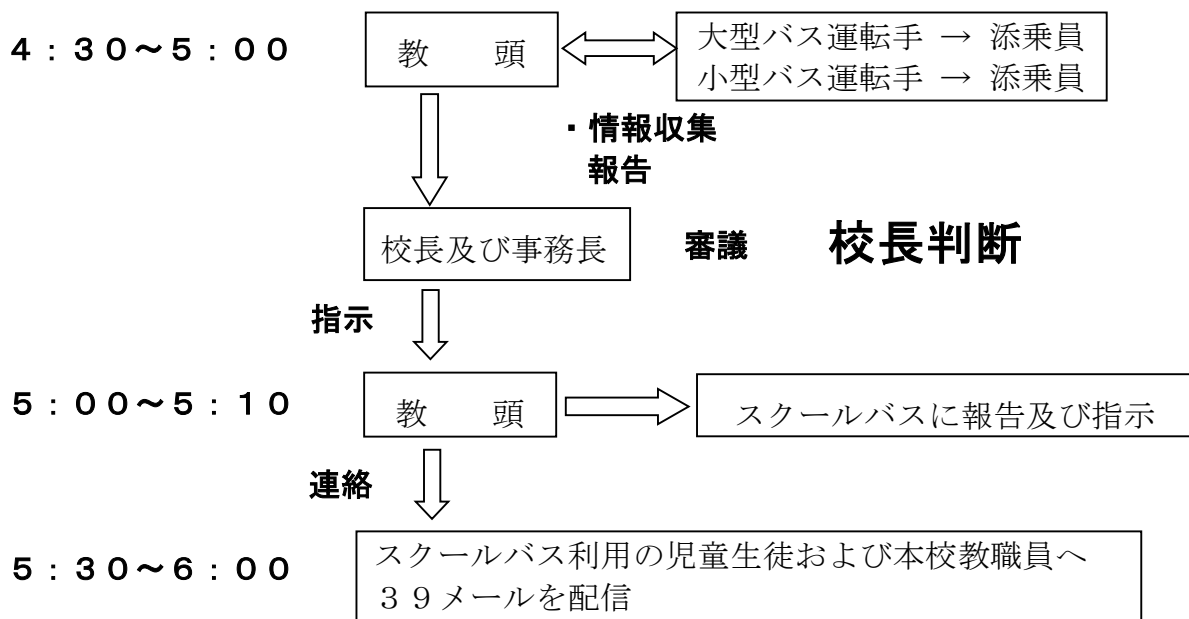 ４：３０～５：００
教　　頭
大型バス運転手 → 添乗員
小型バス運転手 → 添乗員
・情報収集
報告
校長及び事務長
審議
校長判断
指示
５：００～５：１０
教　　頭
スクールバスに報告及び指示
連絡
５：３０～６：００
スクールバス利用の児童生徒および本校教職員へ
３９メールを配信